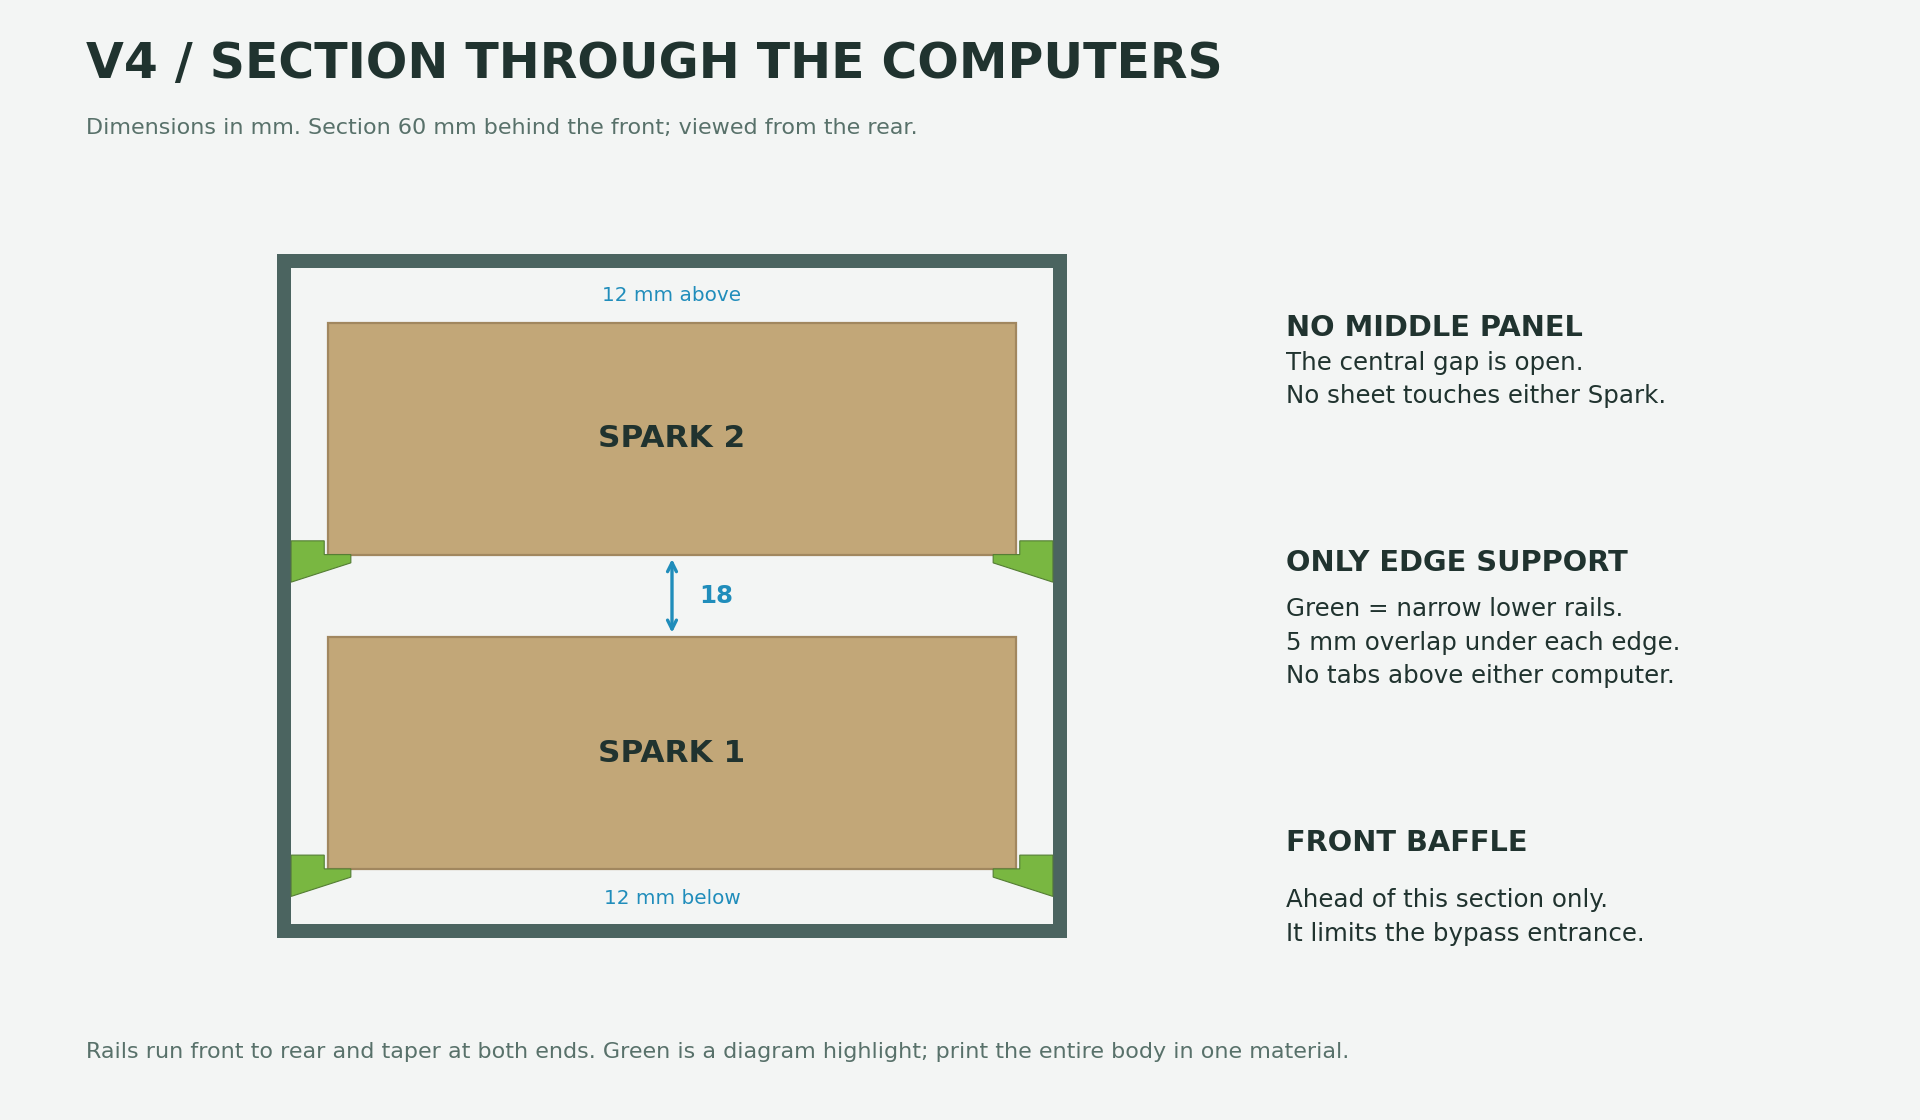 V4 / SECTION THROUGH THE COMPUTERS
Dimensions in mm. Section 60 mm behind the front; viewed from the rear.
12 mm above
SPARK 2
18
SPARK 1
12 mm below
NO MIDDLE PANEL
The central gap is open.
No sheet touches either Spark.
ONLY EDGE SUPPORT
Green = narrow lower rails.
5 mm overlap under each edge.
No tabs above either computer.
FRONT BAFFLE
Ahead of this section only.
It limits the bypass entrance.
Rails run front to rear and taper at both ends. Green is a diagram highlight; print the entire body in one material.